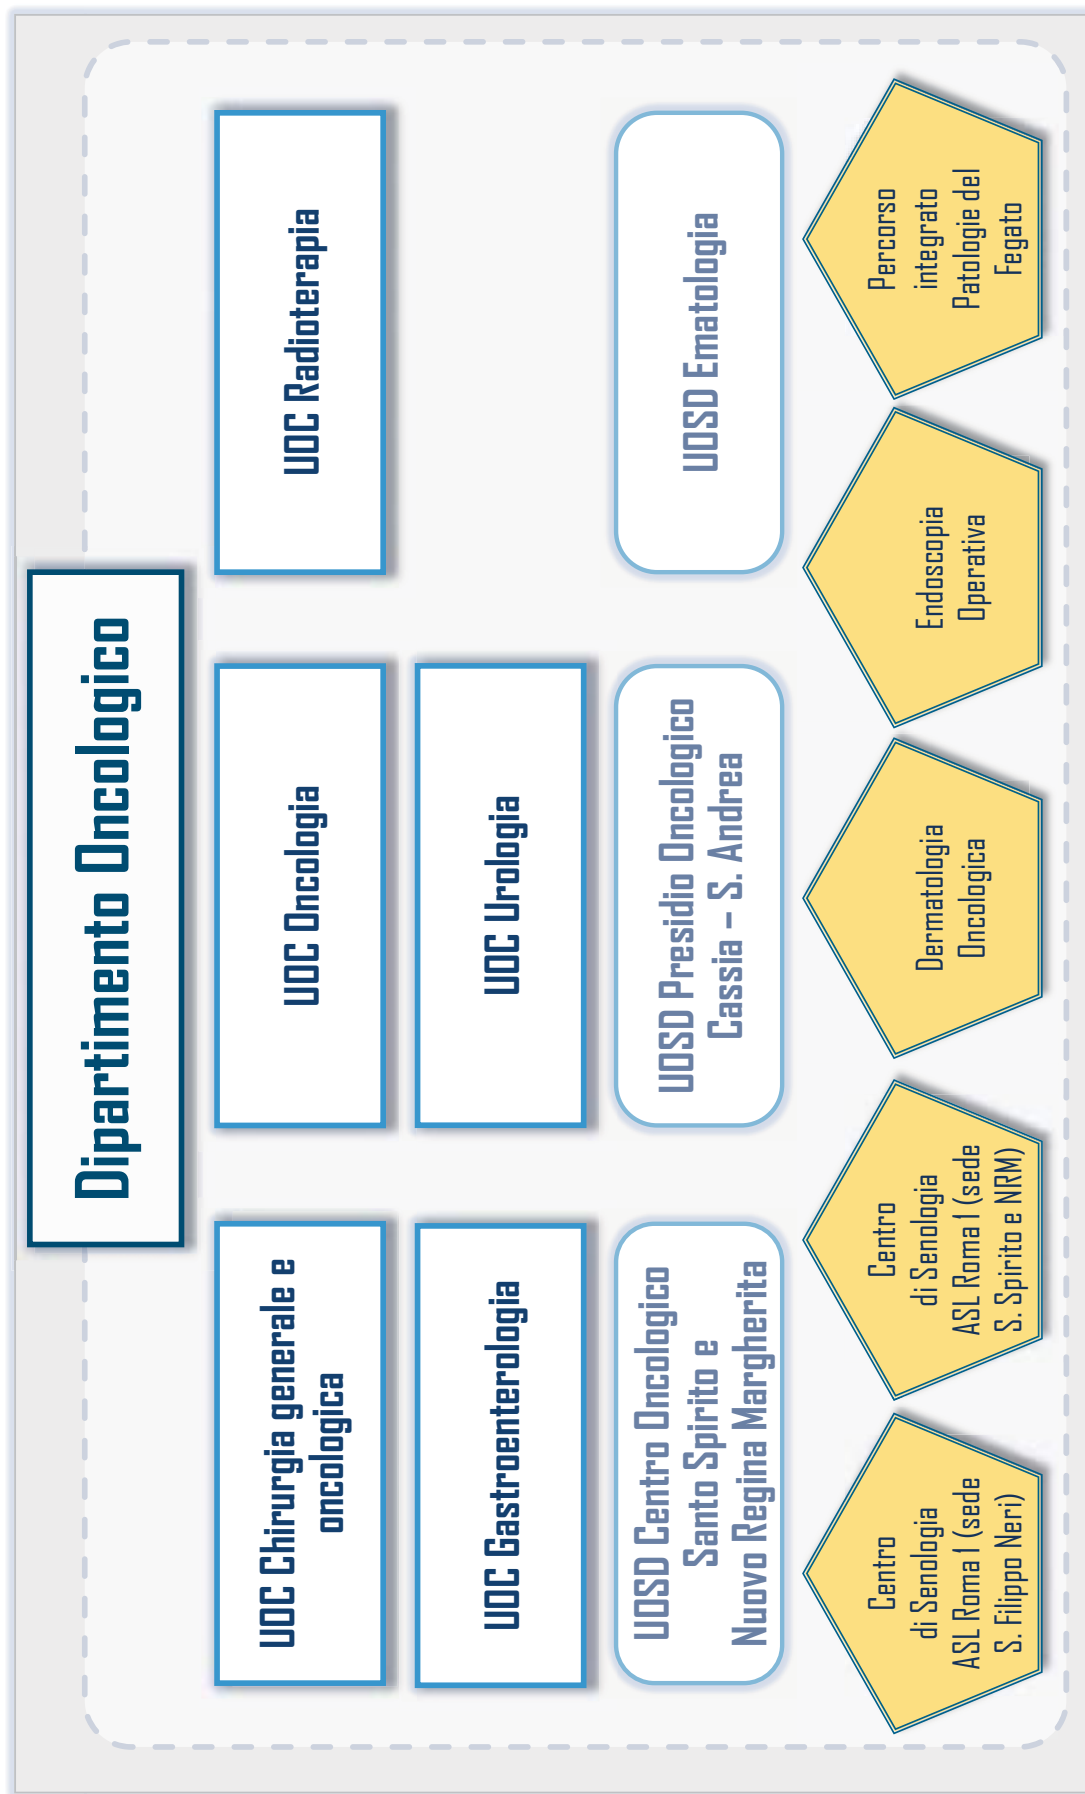 Dipartimento Oncologico
UOC Chirurgia generale e
oncologica
UOC Oncologia
UOC Radioterapia
UOC Gastroenterologia
UOC Urologia
UOSD Centro Oncologico
Santo Spirito e
Nuovo Regina Margherita
UOSD Presidio Oncologico
Cassia – S. Andrea
UOSD Ematologia
Centro
di Senologia
ASL Roma 1 (sede
S. Filippo Neri)
Centro
di Senologia
ASL Roma 1 (sede
S. Spirito e NRM)
Dermatologia
Oncologica
Endoscopia
Operativa
Percorso
integrato
Patologie del
Fegato